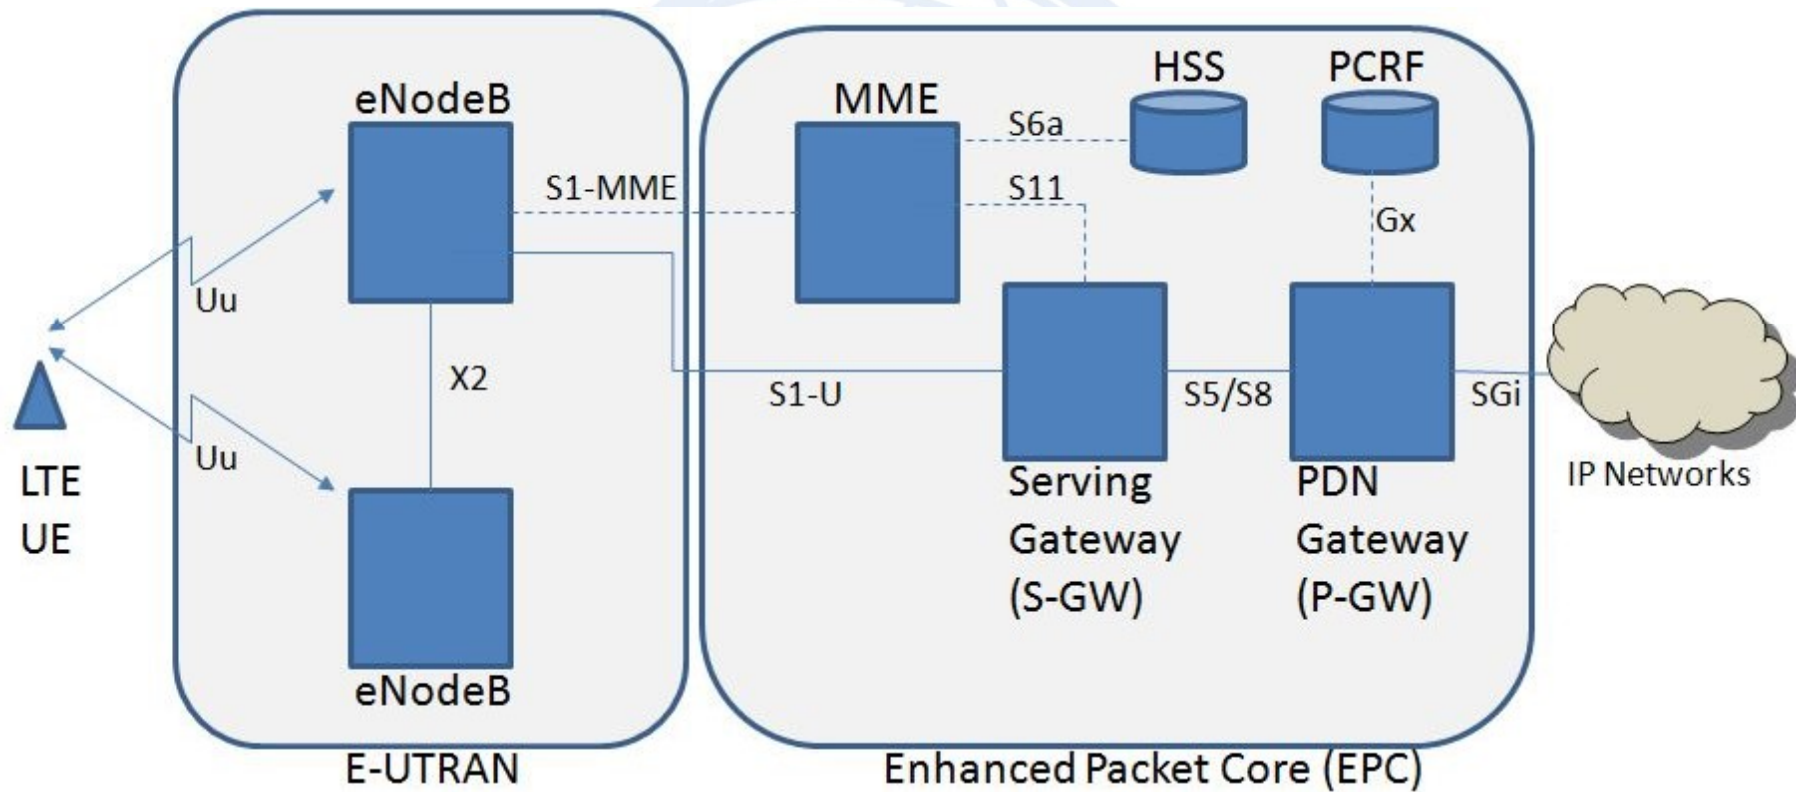 eNodeB
MME
HSS
PCRF
S6a
S1-MME
S11
Gx
Uu
X2
S1-U
S5/S8
SGi
Uu
LTE
UE
Serving
Gateway
(S-GW)
PDN
Gateway
(P-GW)
IP Networks
eNodeB
E-UTRAN
Enhanced Packet Core (EPC)